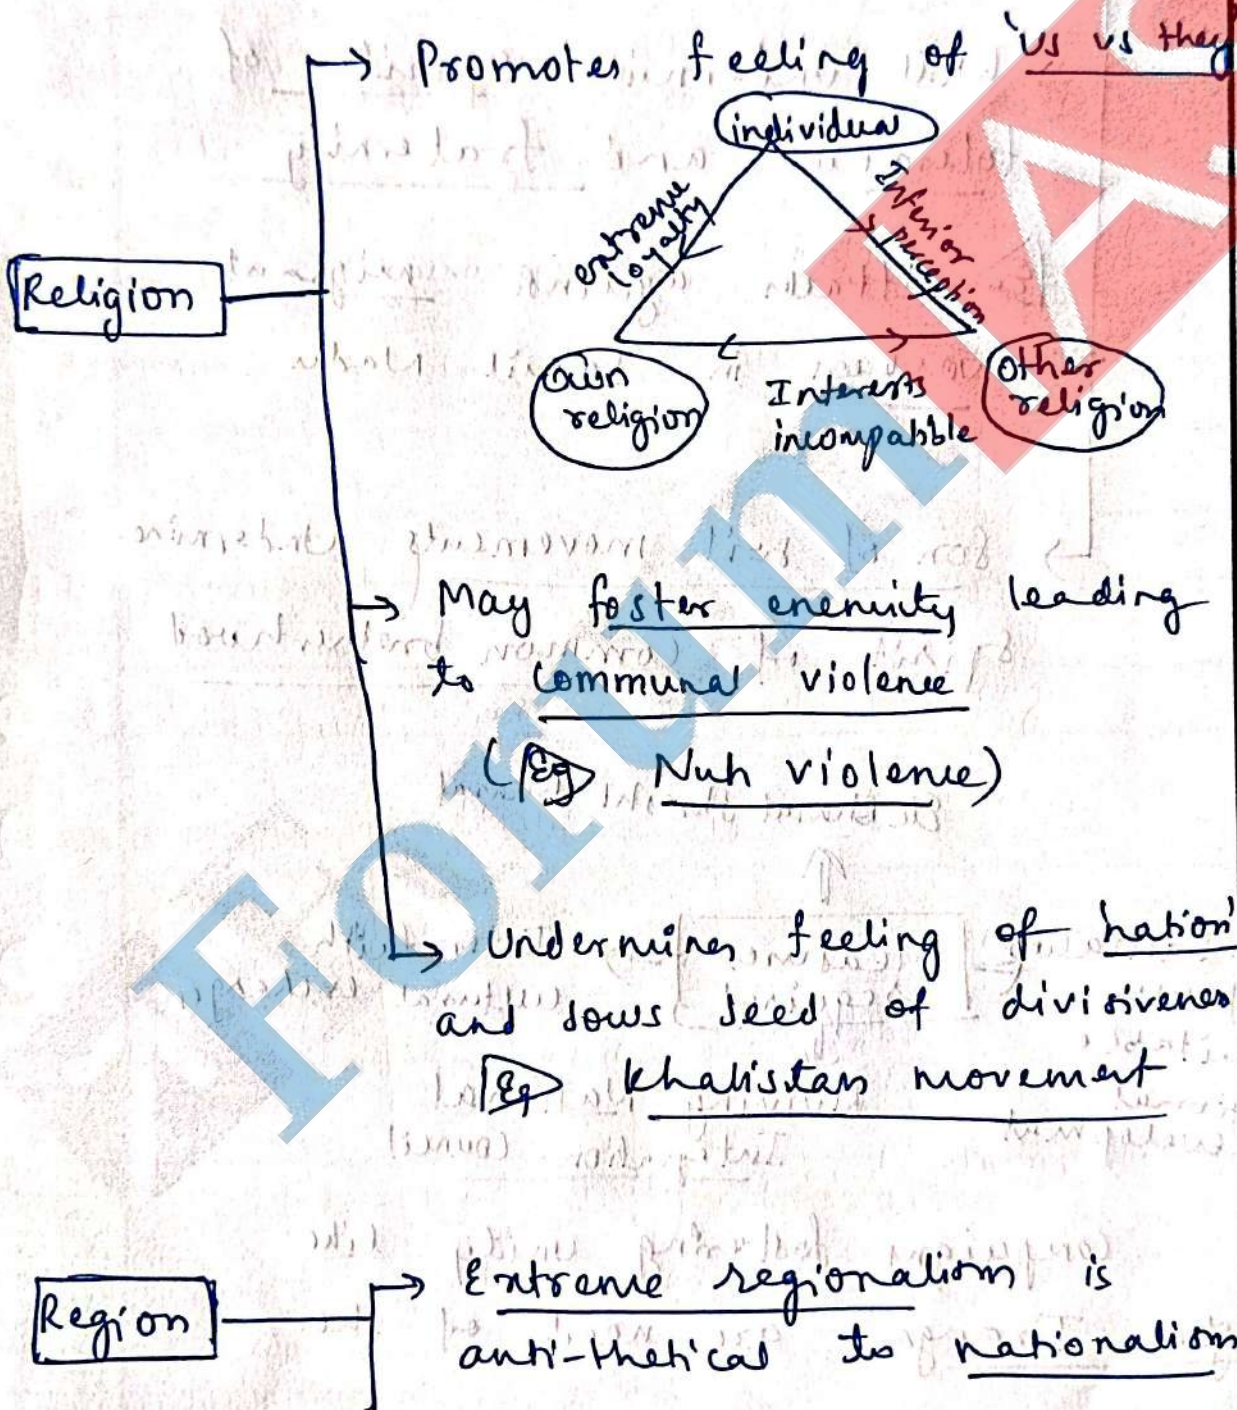 → Promotes feeling of 'us vs they
individual
extreme loyalty
Inferior perception
Religion
own religion
Interests incompatible
other religion
→ May foster enemity leading
to communal violence
(Eg Nuh violence)
→ Undermines feeling of 'nation'
and sows seed of divisivenes
Eg Khalistan movement
Region
→ Extreme regionalism is
anti-thetical to nationalism
ForumIAS